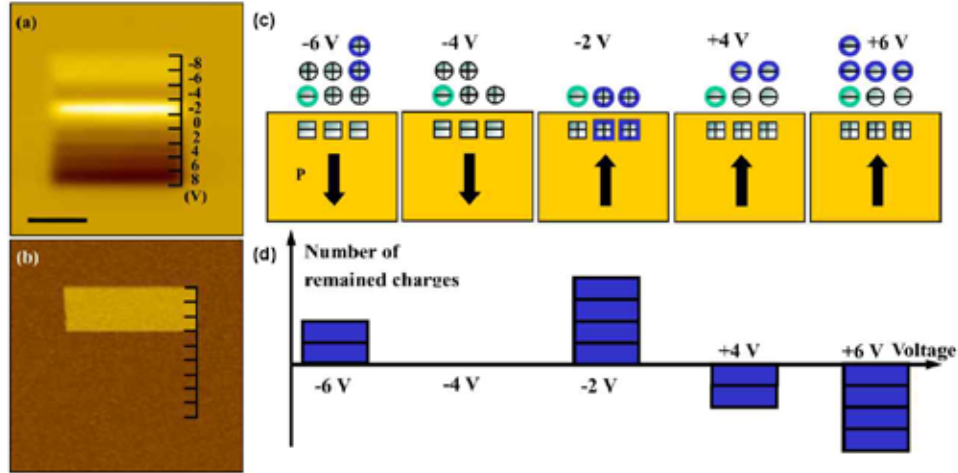 (a)
-8
-6
-4
-2
0
2
4
6
8
(V)
(b)
(c)
-6 V
-4 V
-2 V
+4 V
+6 V
P
(d)
Number of
remained charges
-6 V
-4 V
-2 V
+4 V
+6 V
Voltage